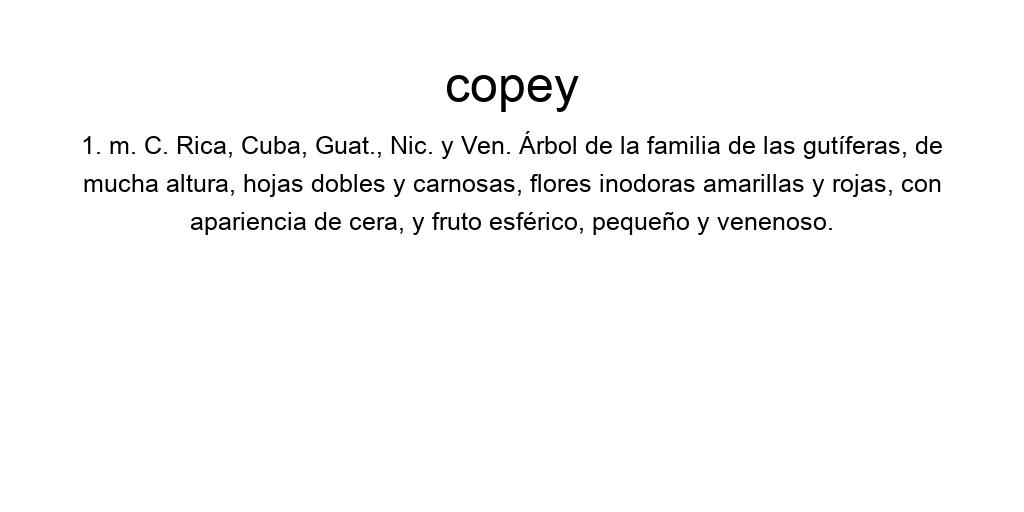 copey
1. m. C. Rica, Cuba, Guat., Nic. y Ven. Árbol de la familia de las gutíferas, de
mucha altura, hojas dobles y carnosas, flores inodoras amarillas y rojas, con
apariencia de cera, y fruto esférico, pequeño y venenoso.